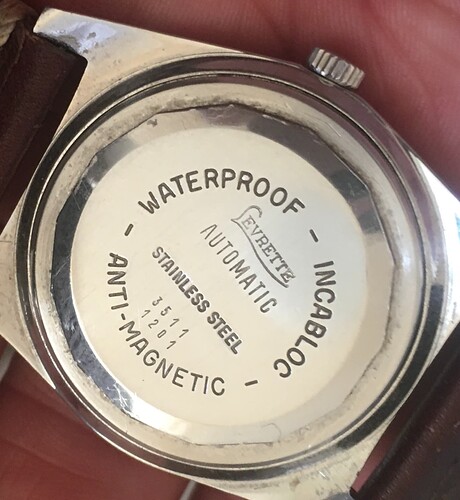 WATERPROOF - INCABLOC - ANTI-MAGNETIC -
LEVRETTE
AUTOMATIC
STAINLESS STEEL
3511
1201